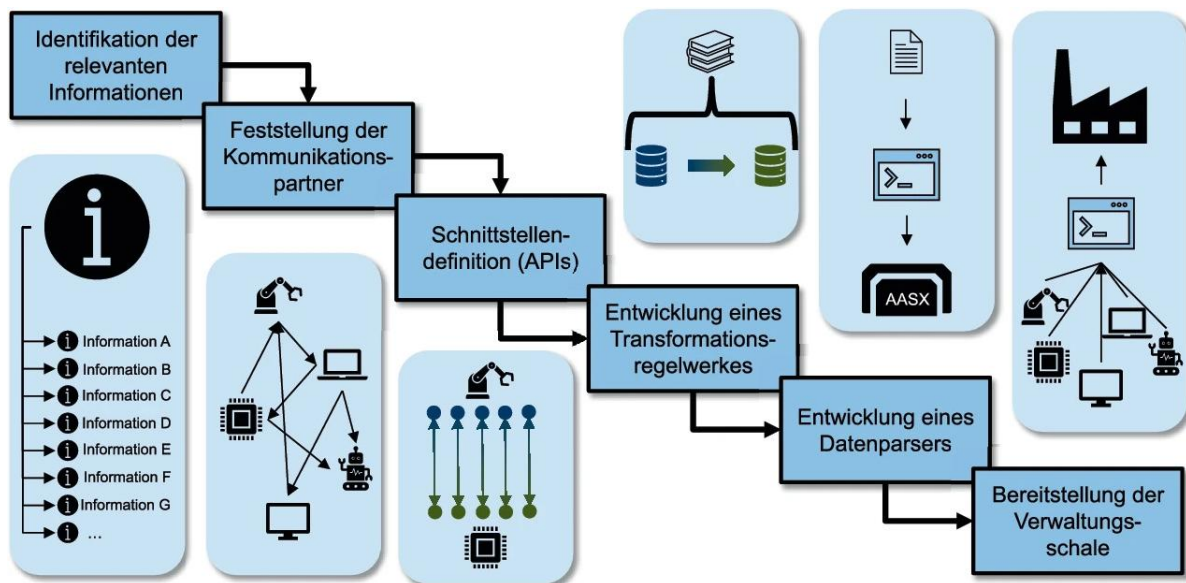 Identifikation der
relevanten
Informationen
Feststellung der
Kommunikations-
partner
Schnittstellen-
definition (APIs)
Entwicklung eines
Transformations-
regelwerkes
Entwicklung eines
Datenparsers
Bereitstellung der
Verwaltungs-
schale
Information A
Information B
Information C
Information D
Information E
Information F
Information G
...
AASX